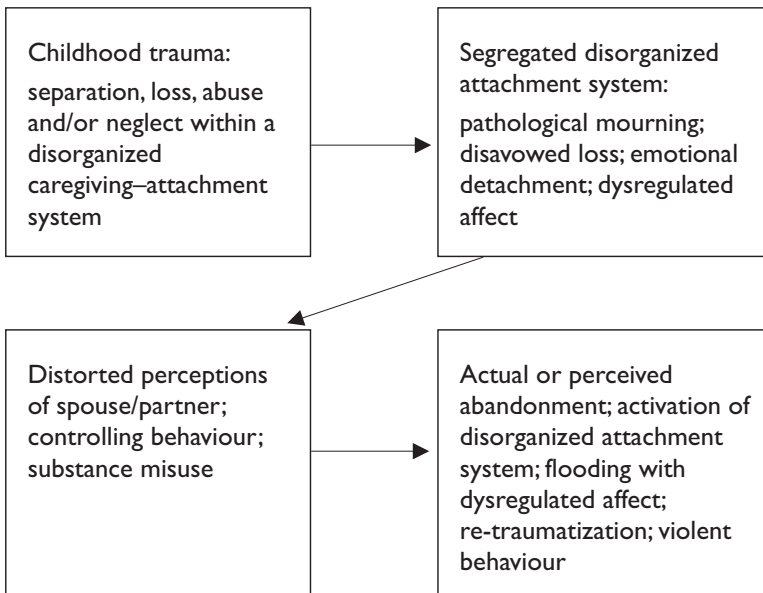 Childhood trauma:
separation, loss, abuse
and/or neglect within a
disorganized
caregiving–attachment
system
Segregated disorganized
attachment system:
pathological mourning;
disavowed loss; emotional
detachment; dysregulated
affect
Distorted perceptions
of spouse/partner;
controlling behaviour;
substance misuse
Actual or perceived
abandonment; activation of
disorganized attachment
system; flooding with
dysregulated affect;
re-traumatization; violent
behaviour